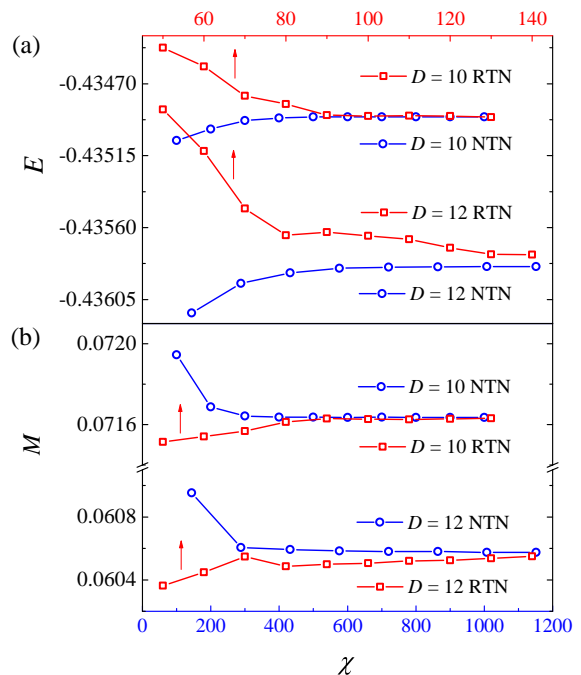 60 80 100 120 140
(a)
-0.43470
D = 10 RTN
D = 10 NTN
-0.43515
E
D = 12 RTN
-0.43560
D = 12 NTN
-0.43605
(b)
0.0720
D = 10 NTN
0.0716
D = 10 RTN
M
D = 12 NTN
0.0608
D = 12 RTN
0.0604
0 200 400 600 800 1000 1200
χ